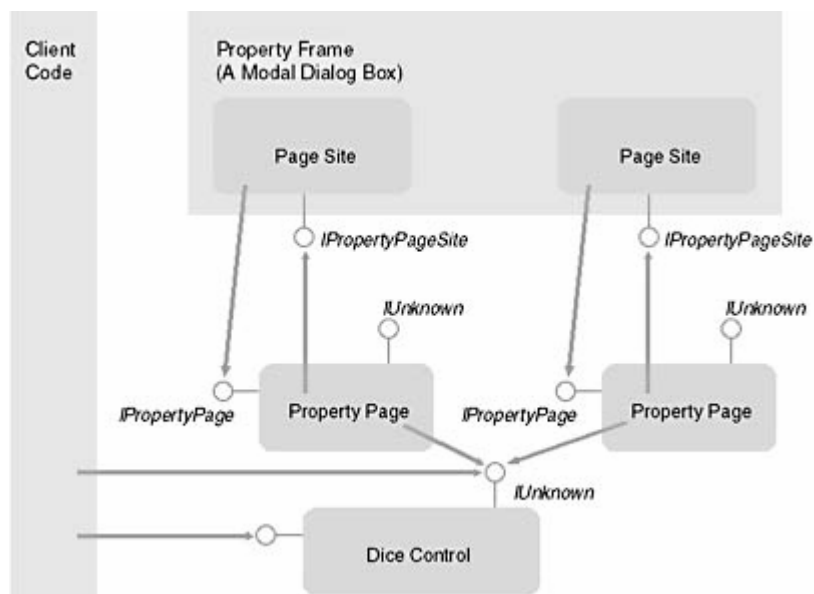 Client
Code
Property Frame
(A Modal Dialog Box)
Page Site
Page Site
IPropertyPageSite
IPropertyPageSite
IUnknown
IUnknown
IPropertyPage
Property Page
IPropertyPage
Property Page
IUnknown
Dice Control